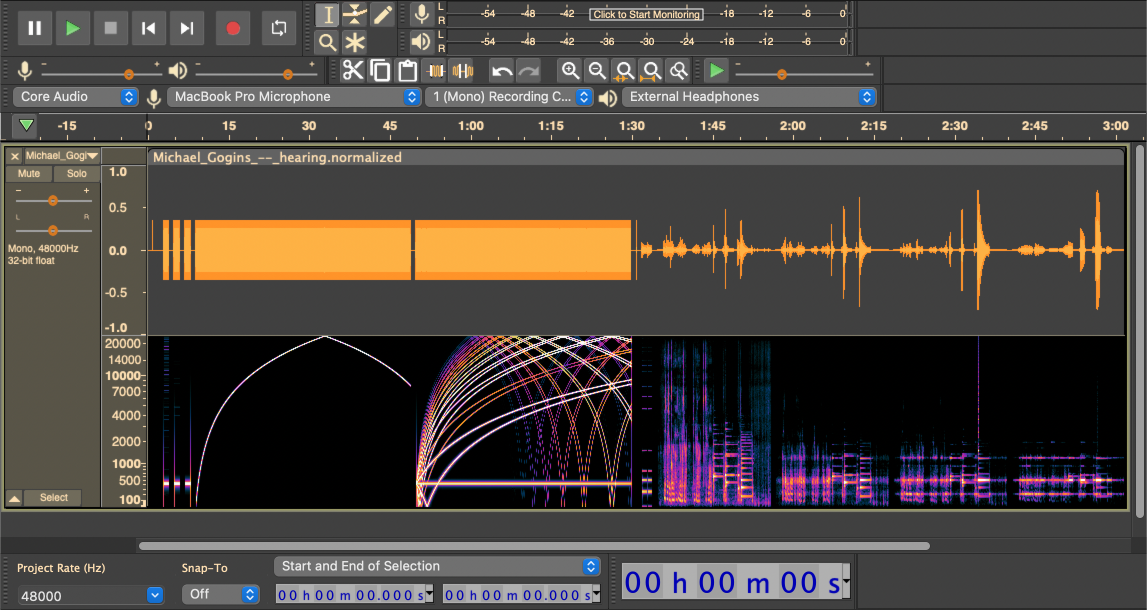 L
R
-54 -48 -42 Click to Start Monitoring -18 -12 -6 0
L
R
-54 -48 -42 -36 -30 -24 -18 -12 -6 0
- + - +
- +
Core Audio MacBook Pro Microphone 1 (Mono) Recording C... External Headphones
-15 0 15 30 45 1:00 1:15 1:30 1:45 2:00 2:15 2:30 2:45 3:00
Michael_Gogi
Michael_Gogins_--_hearing.normalized
Mute Solo
- +
L R
Mono, 48000Hz
32-bit float
1.0
0.5
0.0
-0.5
-1.0
20000
14000
10000
7000
4000
2000
1000
500
100
Select
Project Rate (Hz) Snap-To Start and End of Selection
48000 Off 00 h 00 m 00.000 s 00 h 00 m 00.000 s
00 h 00 m 00 s